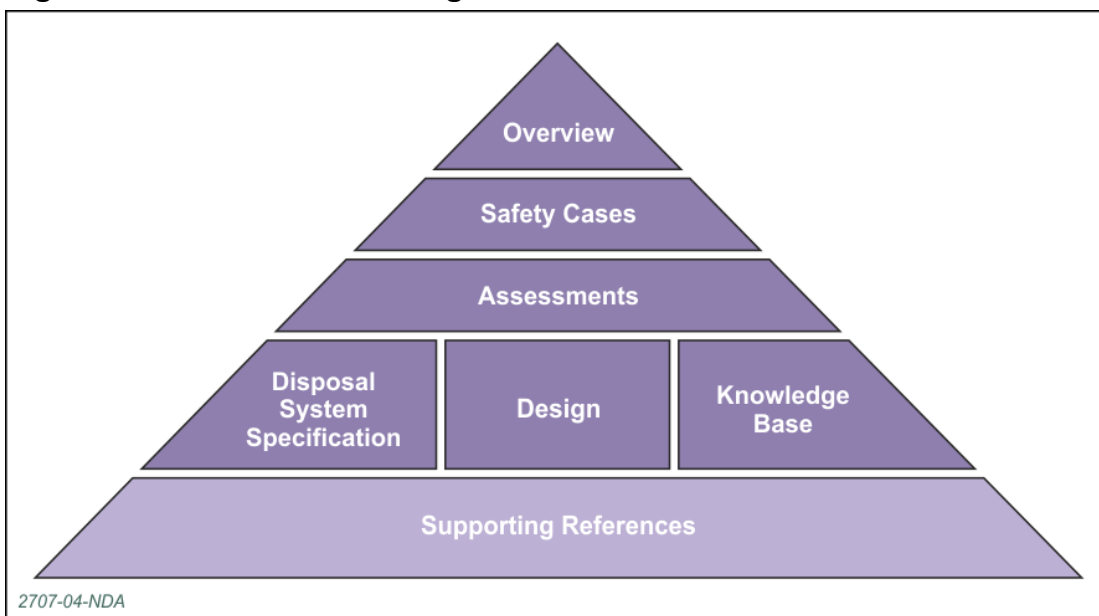 Overview
Safety Cases
Assessments
Disposal
System
Specification
Design
Knowledge
Base
Supporting References
2707-04-NDA